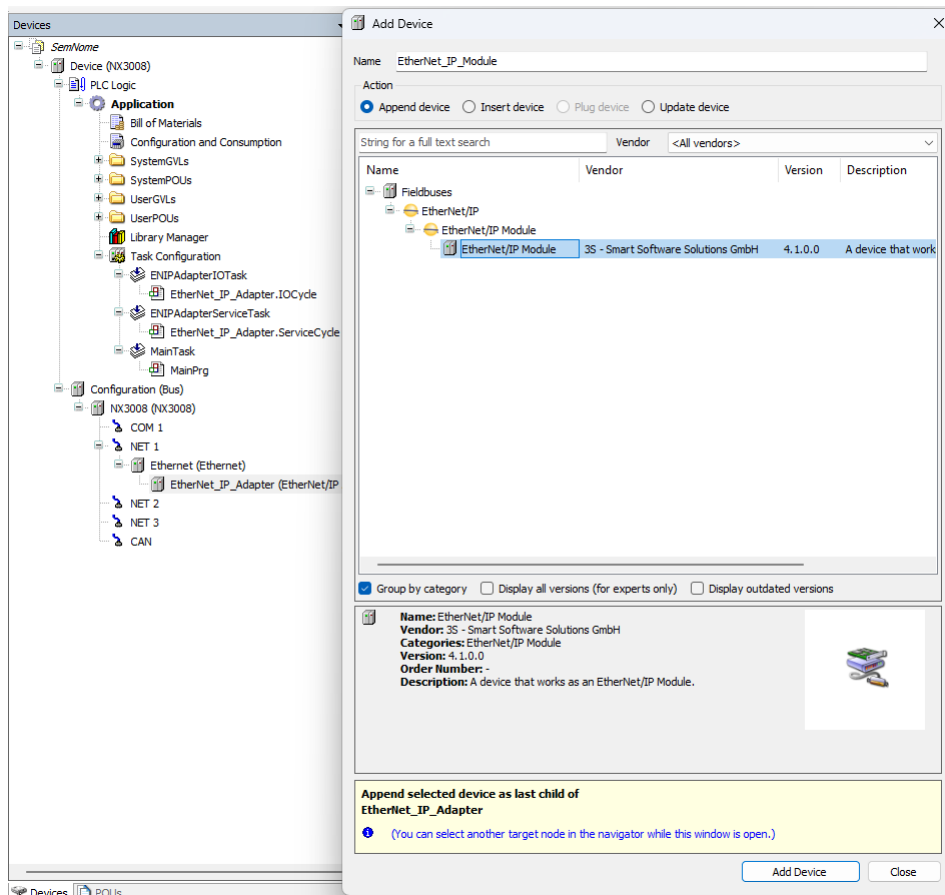 Devices
SemNome
Device (NX3008)
PLC Logic
Application
Bill of Materials
Configuration and Consumption
SystemGVLs
SystemPOUs
UserGVLs
UserPOUs
Library Manager
Task Configuration
ENIPAdapterIOTask
EtherNet_IP_Adapter.IOCycle
ENIPAdapterServiceTask
EtherNet_IP_Adapter.ServiceCycle
MainTask
MainPrg
Configuration (Bus)
NX3008 (NX3008)
COM 1
NET 1
Ethernet (Ethernet)
EtherNet_IP_Adapter (EtherNet/IP
NET 2
NET 3
CAN
Devices POUs
Add Device
Name EtherNet_IP_Module
Action
Append device Insert device Plug device Update device
String for a full text search Vendor <All vendors>
Name Vendor Version Description
Fieldbuses
EtherNet/IP
EtherNet/IP Module
EtherNet/IP Module 3S - Smart Software Solutions GmbH 4.1.0.0 A device that work
Group by category Display all versions (for experts only) Display outdated versions
Name: EtherNet/IP Module
Vendor: 3S - Smart Software Solutions GmbH
Categories: EtherNet/IP Module
Version: 4.1.0.0
Order Number: -
Description: A device that works as an EtherNet/IP Module.
Append selected device as last child of
EtherNet_IP_Adapter
(You can select another target node in the navigator while this window is open.)
Add Device Close